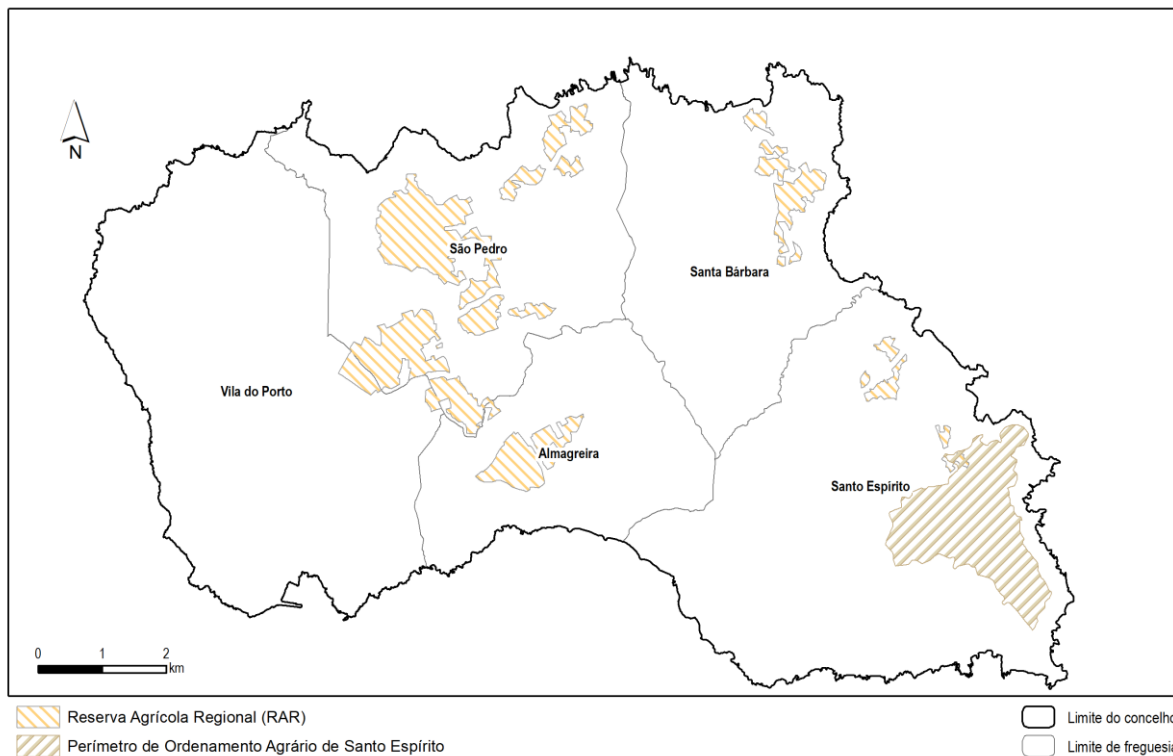 N
São Pedro
Santa Bárbara
Vila do Porto
Almagreira
Santo Espírito
0 1 2
km
Reserva Agrícola Regional (RAR)
Limite do concelho
Perímetro de Ordenamento Agrário de Santo Espírito
Limite de freguesia